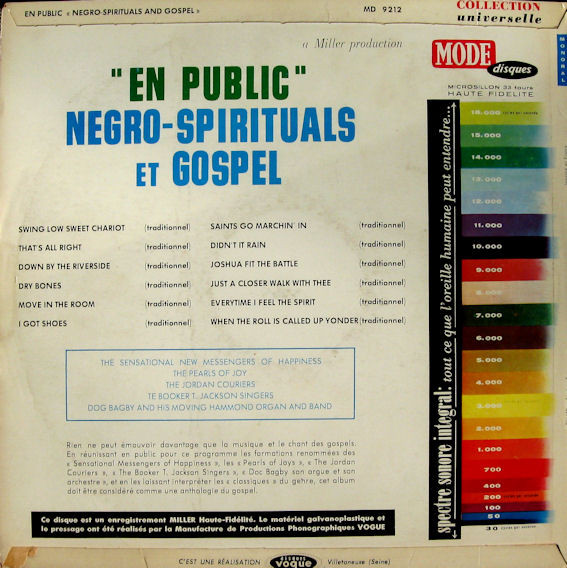 EN PUBLIC « NEGRO-SPIRITUALS AND GOSPEL »
MD 9212
COLLECTION
universelle
MONORAL
a Miller production
MODE
disques
MICROSILLON 33 tours
HAUTE FIDELITE
"EN PUBLIC"
NEGRO-SPIRITUALS
ET GOSPEL
SWING LOW SWEET CHARIOT (traditionnel)
THAT'S ALL RIGHT (traditionnel)
DOWN BY THE RIVERSIDE (traditionnel)
DRY BONES (traditionnel)
MOVE IN THE ROOM (traditionnel)
I GOT SHOES (traditionnel)
SAINTS GO MARCHIN' IN (traditionnel)
DIDN'T IT RAIN (traditionnel)
JOSHUA FIT THE BATTLE (traditionnel)
JUST A CLOSER WALK WITH THEE (traditionnel)
EVERYTIME I FEEL THE SPIRIT (traditionnel)
WHEN THE ROLL IS CALLED UP YONDER (traditionnel)
THE SENSATIONAL NEW MESSENGERS OF HAPPINESS
THE PEARLS OF JOY
THE JORDAN COURIERS
TE BOOKER T. JACKSON SINGERS
DOG BAGBY AND HIS MOVING HAMMOND ORGAN AND BAND
Rien ne peut émouvoir davantage que la musique et le chant des gospels.
En réunissant en public pour ce programme les formations renommées des
« Sensational Messengers of Happiness », les « Pearls of Joys », « The Jordan
Couriers », « The Booker T. Jackson Singers », « Doc Bagby son orgue et son
orchestre », et en les laissant interpréter les « classiques » du gehre, cet album
doit être considéré comme une anthologie du gospel.
Ce disque est un enregistrement MILLER Haute-Fidélité. Le matériel galvanoplastique et
le pressage ont été réalisés par la Manufacture de Productions Phonographiques VOGUE
C'EST UNE RÉALISATION
disques
vogue
Villetaneuse (Seine)
spectre sonore intégral: tout ce que l'oreille humaine peut entendre...
18.000
15.000
14.000
13.000
12.000
11.000
10.000
9.000
8.000
7.000
6.000
5.000
4.000
3.000
2.000
1.000
700
400
200
100
50
30